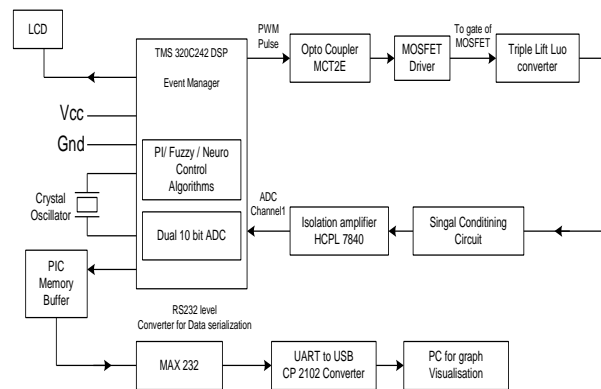 LCD
TMS 320C242 DSP
Event Manager
PWM
Pulse
Opto Coupler
MCT2E
MOSFET
Driver
To gate of
MOSFET
Triple Lift Luo
converter
Vcc
Gnd
PI/ Fuzzy / Neuro
Control
Algorithms
Crystal
Oscillator
Dual 10 bit ADC
ADC
Channel1
Isolation amplifier
HCPL 7840
Singal Conditining
Circuit
PIC
Memory
Buffer
RS232 level
Converter for Data serialization
MAX 232
UART to USB
CP 2102 Converter
PC for graph
Visualisation